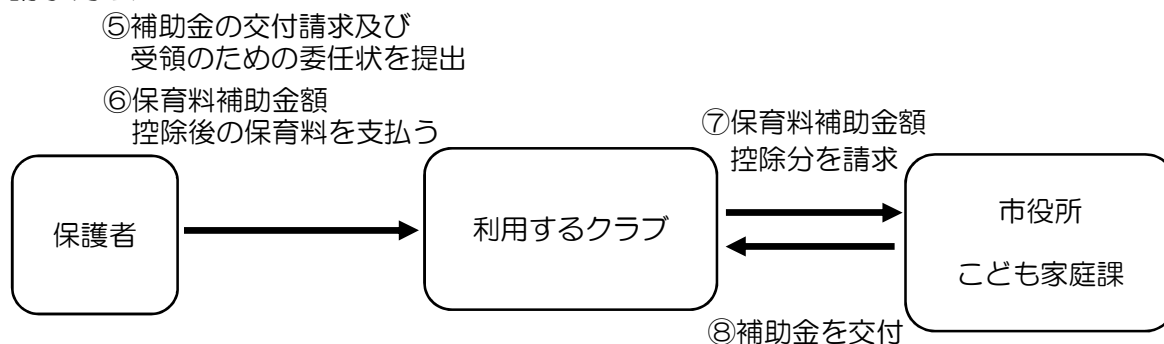 ⑤補助金の交付請求及び
受領のための委任状を提出
⑥保育料補助金額
控除後の保育料を支払う
⑦保育料補助金額
控除分を請求
保護者
利用するクラブ
市役所
こども家庭課
⑧補助金を交付